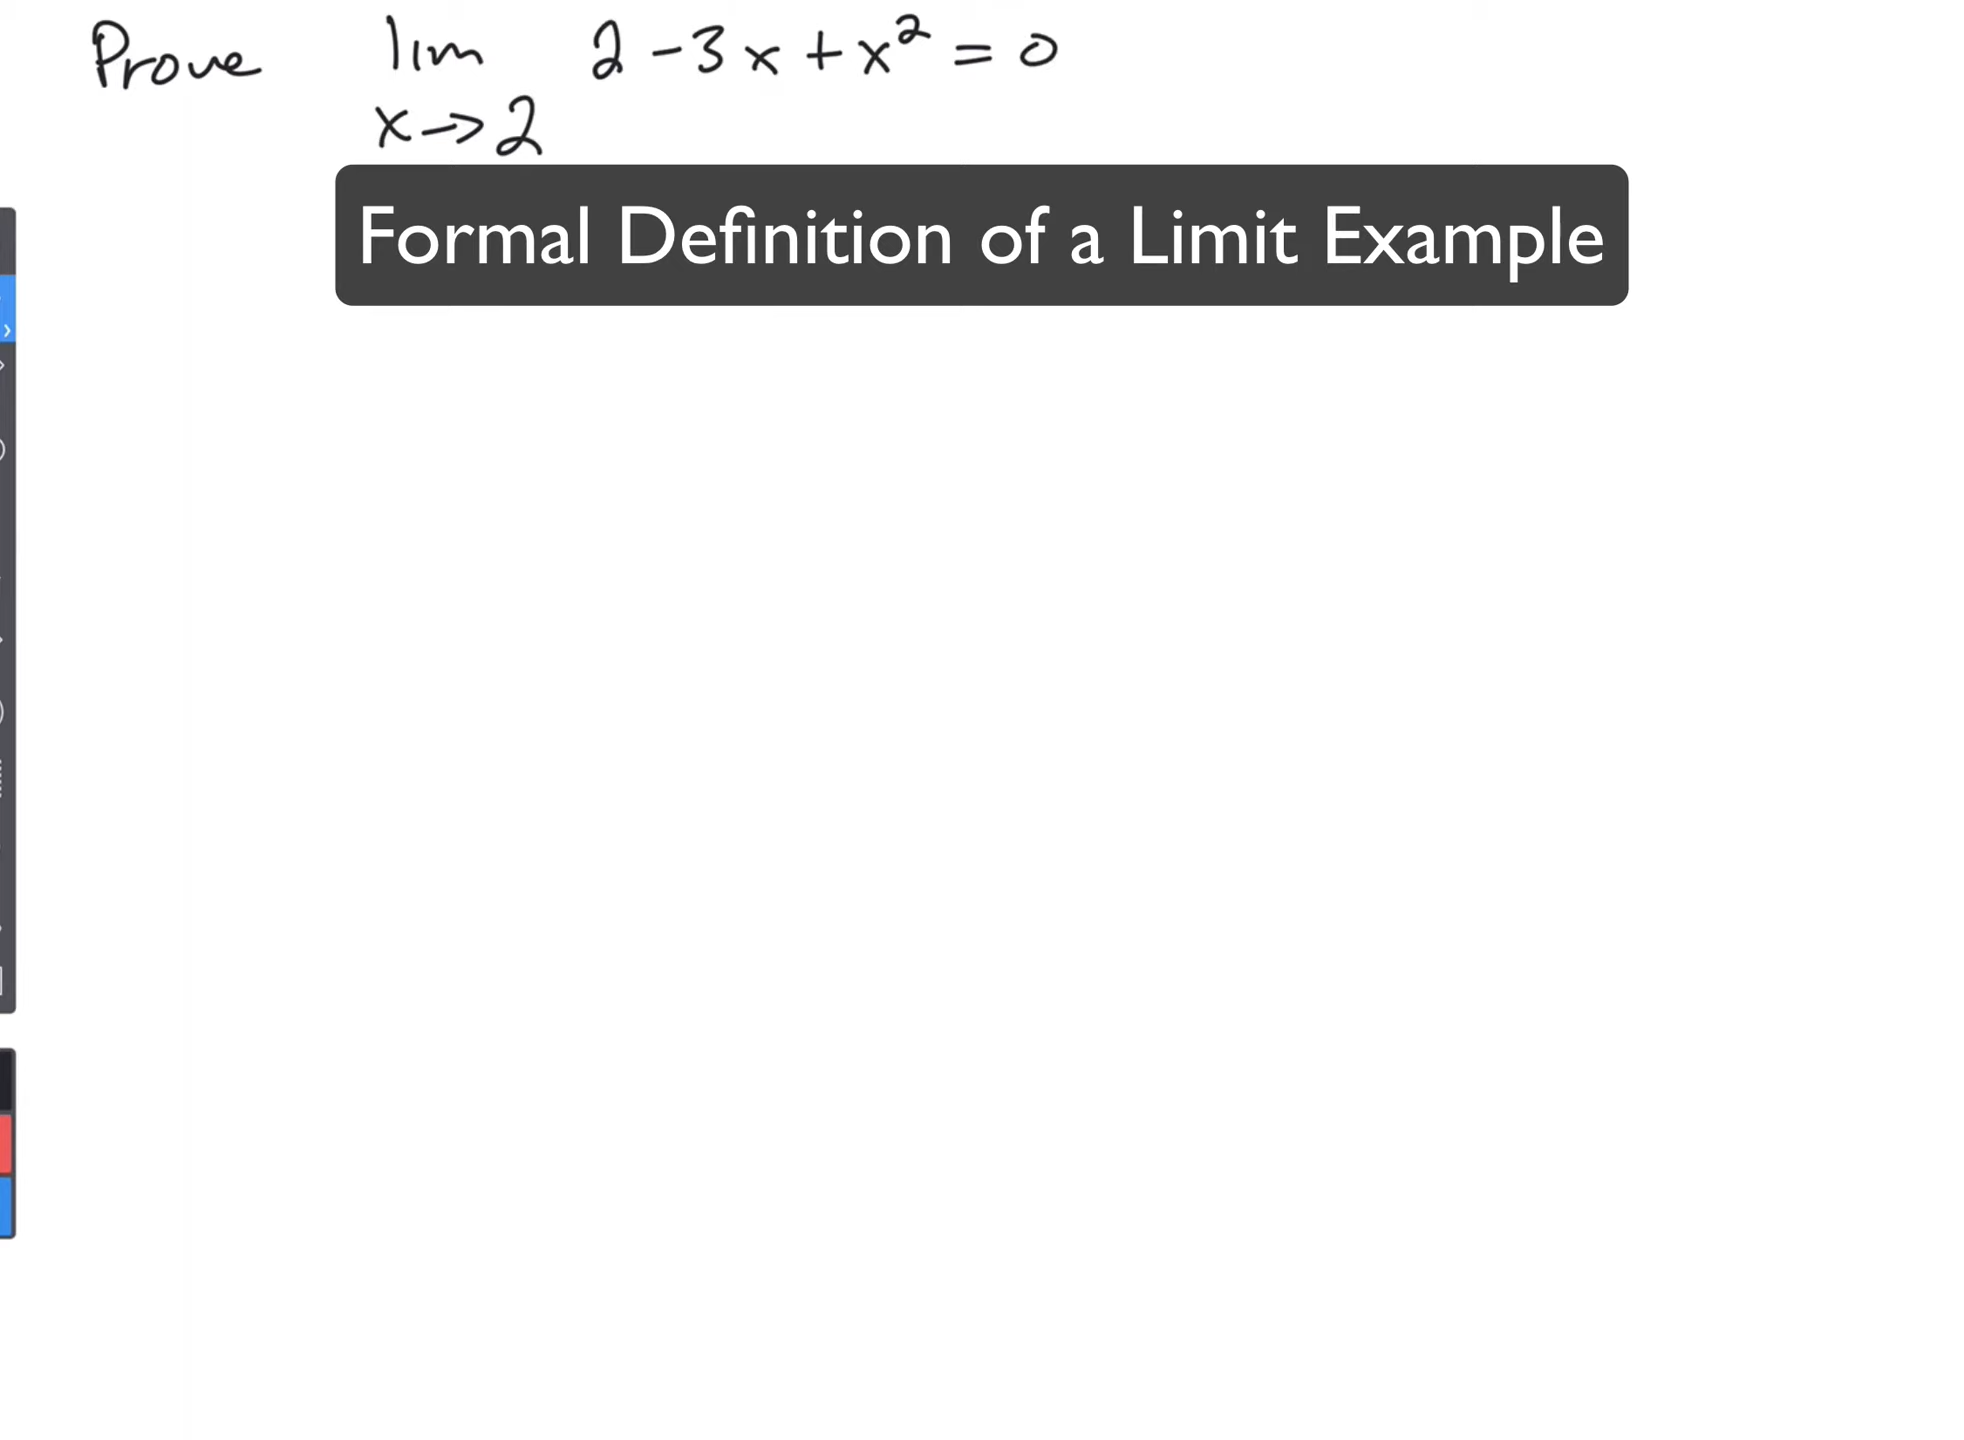 Prove lim 2 - 3x + x² = 0
x → 2
Formal Definition of a Limit Example